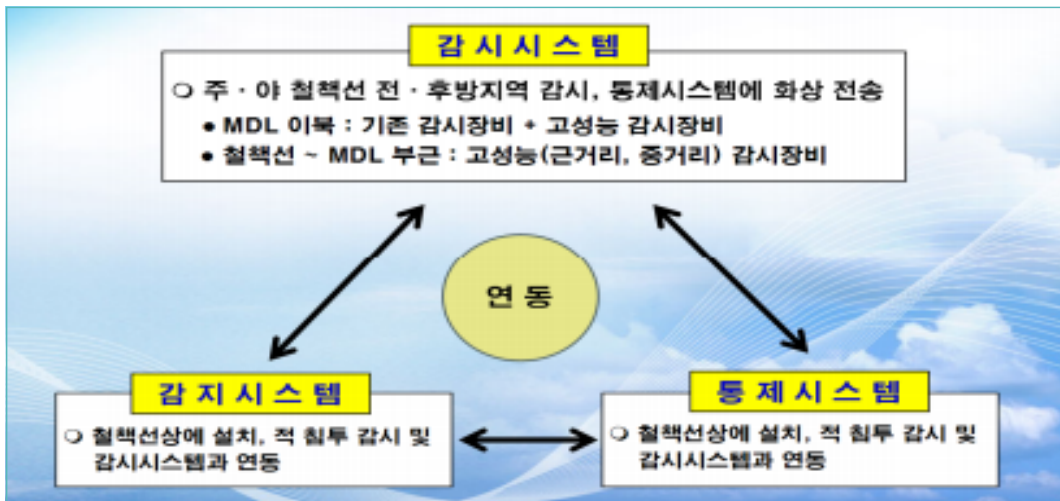 감 시 시 스 템
❍ 주 · 야 철책선 전 · 후방지역 감시, 통제시스템에 화상 전송
● MDL 이북 : 기존 감시장비 + 고성능 감시장비
● 철책선 ~ MDL 부근 : 고성능(근거리, 중거리) 감시장비
연 동
감 지 시 스 템
❍ 철책선상에 설치, 적 침투 감시 및
감시시스템과 연동
통 제 시 스 템
❍ 철책선상에 설치, 적 침투 감시 및
감시시스템과 연동